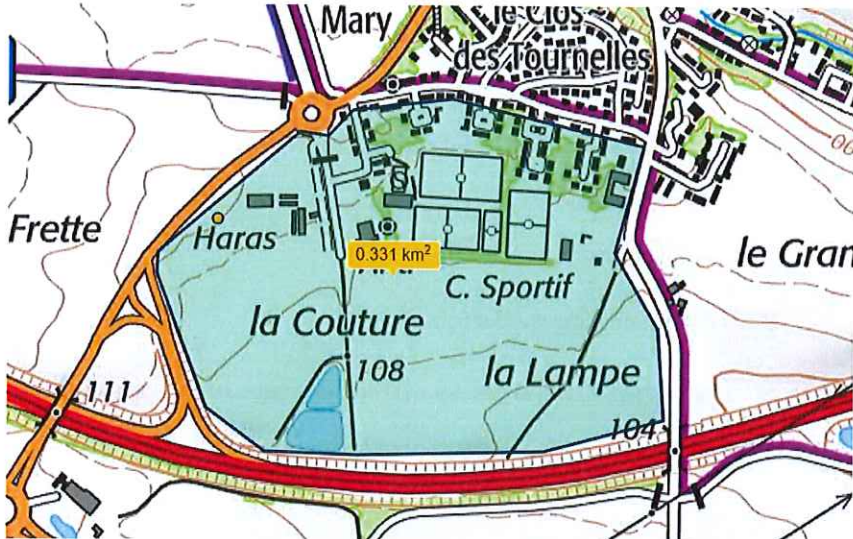 Mary
le Clos
des Tournelles
Frette
Haras
0.331 km²
C. Sportif
le Gran
la Couture
108
la Lampe
111
104